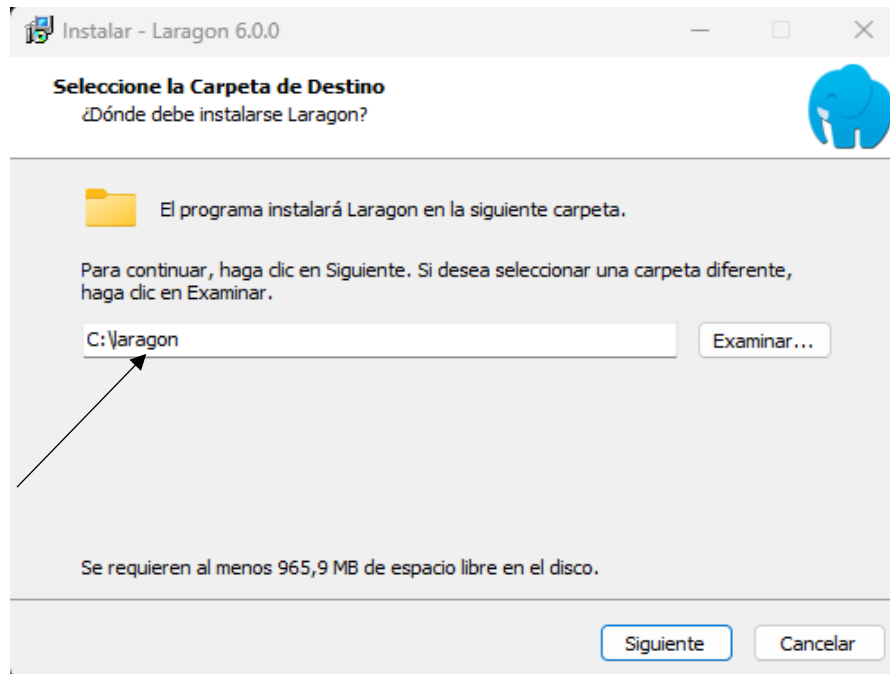 Instalar - Laragon 6.0.0
Seleccione la Carpeta de Destino
¿Dónde debe instalarse Laragon?
El programa instalará Laragon en la siguiente carpeta.
Para continuar, haga clic en Siguiente. Si desea seleccionar una carpeta diferente,
haga clic en Examinar.
C:\laragon
Examinar...
Se requieren al menos 965,9 MB de espacio libre en el disco.
Siguiente
Cancelar